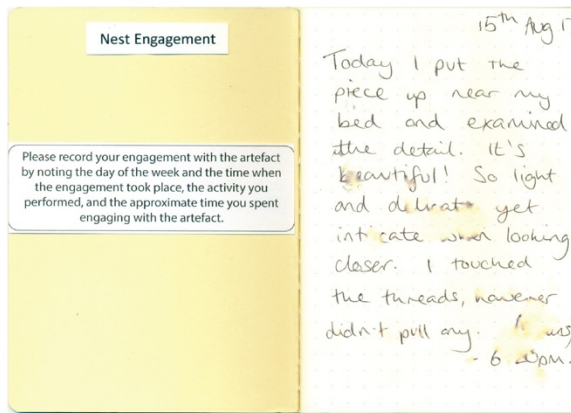 Nest Engagement
Please record your engagement with the artefact
by noting the day of the week and the time when
the engagement took place, the activity you
performed, and the approximate time you spent
engaging with the artefact.
15th Aug
Today I put the
piece up near my
bed and examined
the detail. It's
beautiful! So light
and delicate yet
intricate when looking
closer. I touched
the threads, however
didn't pull any.
- 6 pm.